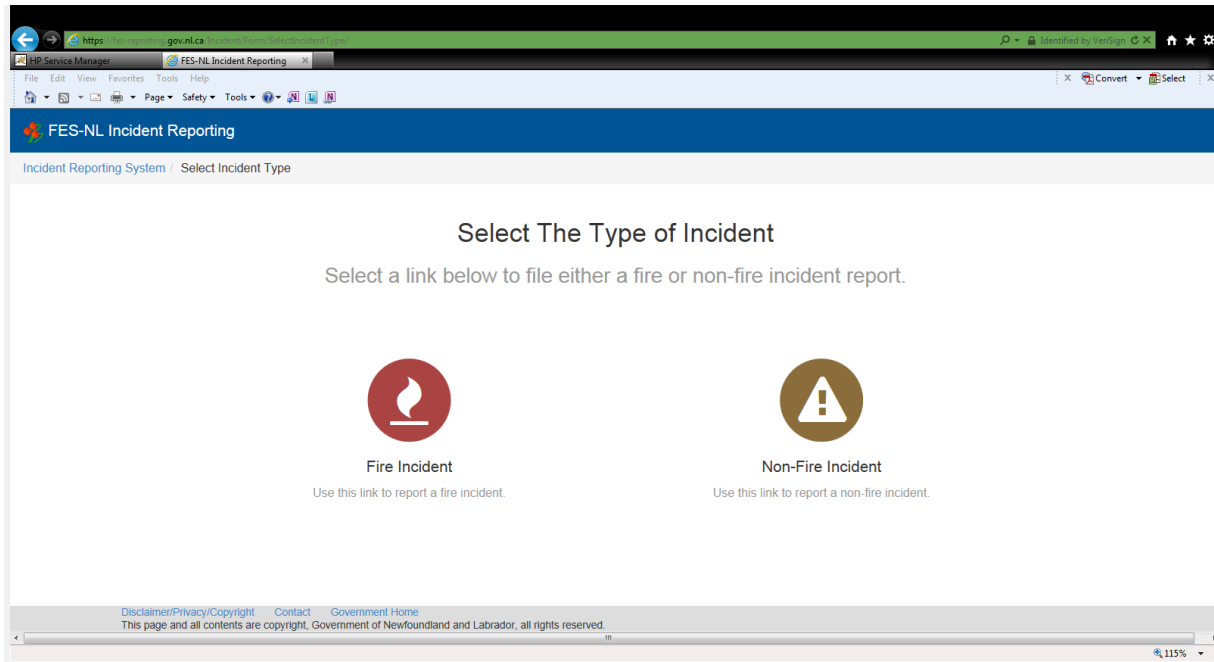 https://fes-reporting.gov.nl.ca/Incident/Form/SelectIncidentType/
Identified by VeriSign
HP Service Manager
FES-NL Incident Reporting
File Edit View Favorites Tools Help
Convert Select
Page Safety Tools
FES-NL Incident Reporting
Incident Reporting System / Select Incident Type
Select The Type of Incident
Select a link below to file either a fire or non-fire incident report.
Fire Incident
Non-Fire Incident
Use this link to report a fire incident.
Use this link to report a non-fire incident.
Disclaimer/Privacy/Copyright Contact Government Home
This page and all contents are copyright, Government of Newfoundland and Labrador, all rights reserved.
115%